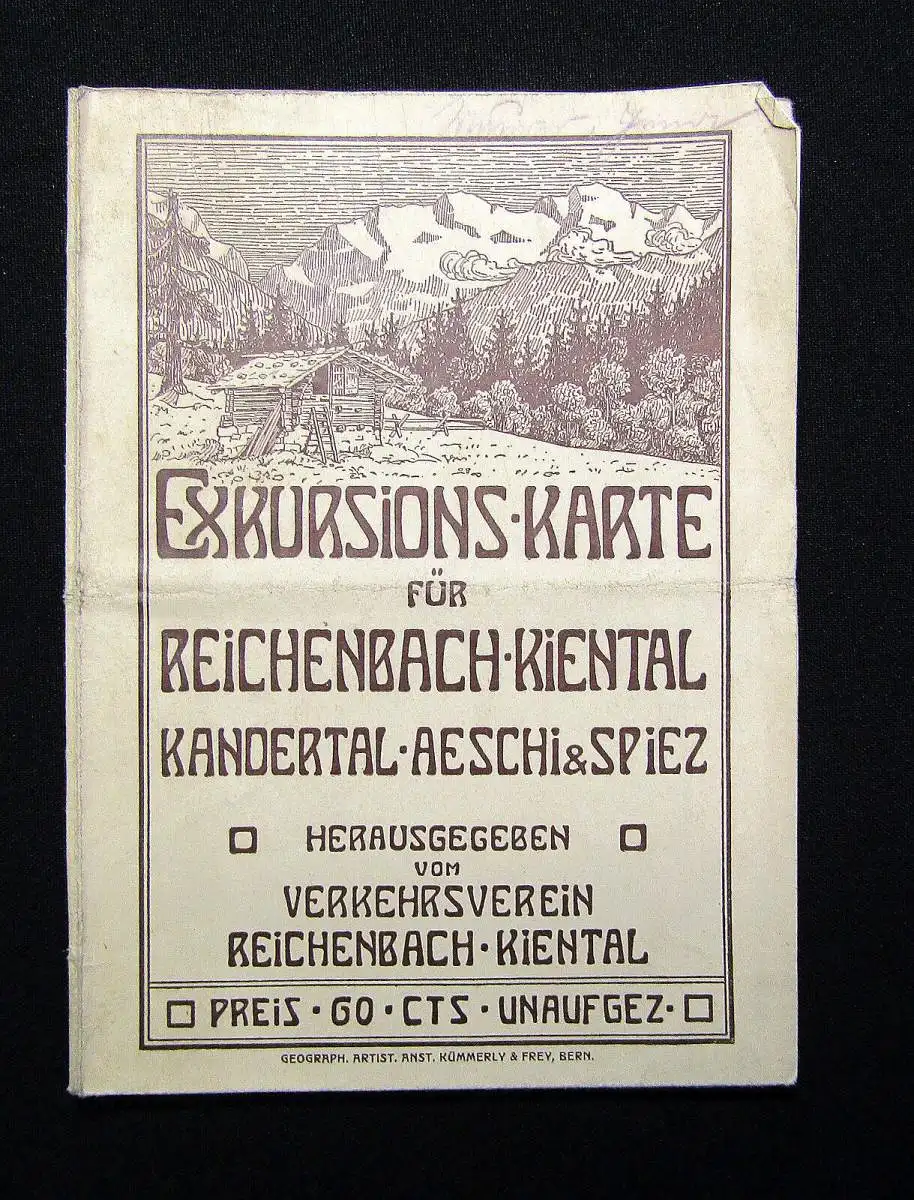 EXKURSIONS·KARTE
FÜR
REICHENBACH·KIENTAL
KANDERTAL·AESCHI & SPIEZ
HERAUSGEGEBEN
VOM
VERKEHRSVEREIN
REICHENBACH·KIENTAL
PREIS·60·CTS·UNAUFGEZ·
GEOGRAPH. ARTIST. ANST. KÜMMERLY & FREY, BERN.